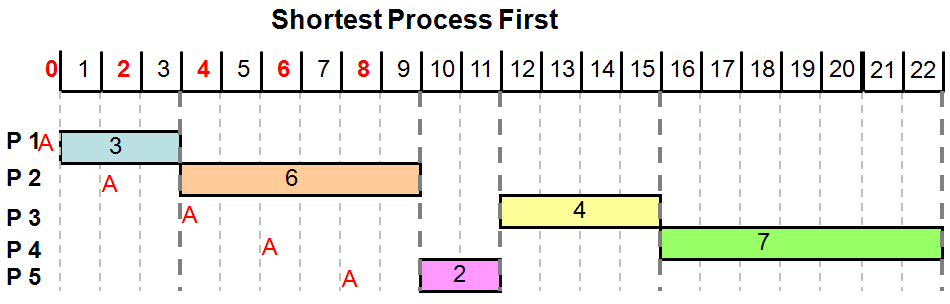 Shortest Process First
0 1 2 3 4 5 6 7 8 9 10 11 12 13 14 15 16 17 18 19 20 21 22
P 1 A 3
P 2 A 6
P 3 A 4
P 4 A 7
P 5 A 2